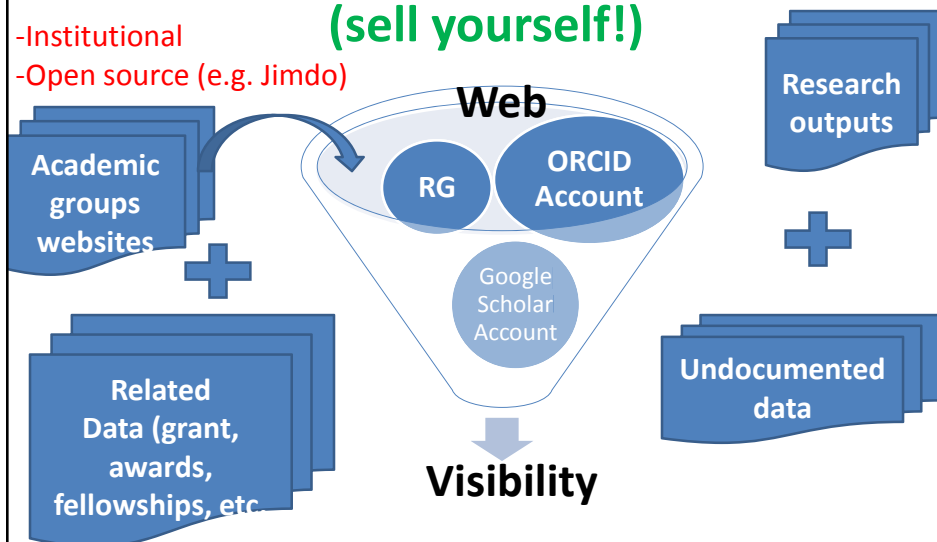 (sell yourself!)
-Institutional
-Open source (e.g. Jimdo)
Academic
groups
websites
Related
Data (grant,
awards,
fellowships, etc.
Web
RG
ORCID
Account
Google
Scholar
Account
Visibility
Research
outputs
Undocumented
data